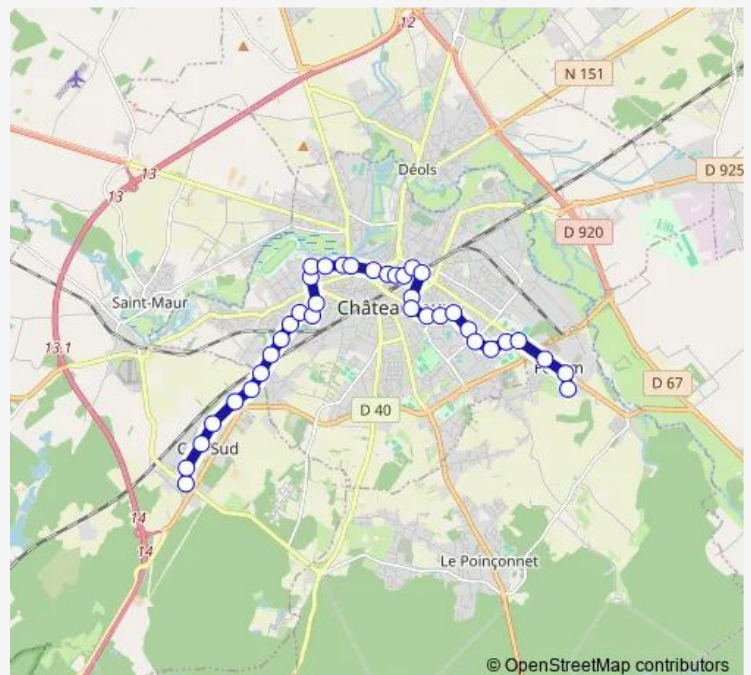 12
N 151
Déols
D 925
13
13
D 920
Saint-Maur
Châtea
13.1
D 67
D 40
Sud
14
14
Le Poinçonnet
© OpenStreetMap contributors